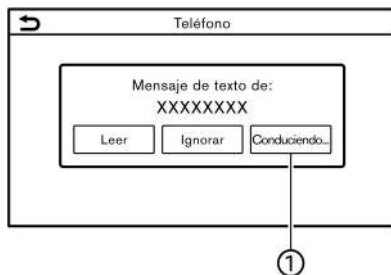 Teléfono
Mensaje de texto de:
XXXXXXXX
Leer Ignorar Conduciendo...
1